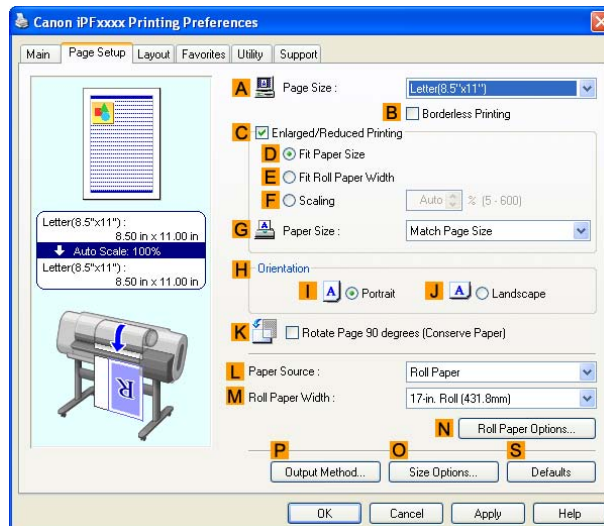 Canon iPFxxxx Printing Preferences
Main Page Setup Layout Favorites Utility Support
A Page Size : Letter(8.5"x11")
B Borderless Printing
C Enlarged/Reduced Printing
D Fit Paper Size
E Fit Roll Paper Width
F Scaling Auto % (5 - 600)
G Paper Size : Match Page Size
Letter(8.5"x11") :
8.50 in x 11.00 in
Auto Scale: 100%
Letter(8.5"x11") :
8.50 in x 11.00 in
H Orientation
I A Portrait J A Landscape
K Rotate Page 90 degrees (Conserve Paper)
R
L Paper Source : Roll Paper
M Roll Paper Width : 17-in. Roll (431.8mm)
N Roll Paper Options...
P O S
Output Method... Size Options... Defaults
OK Cancel Apply Help